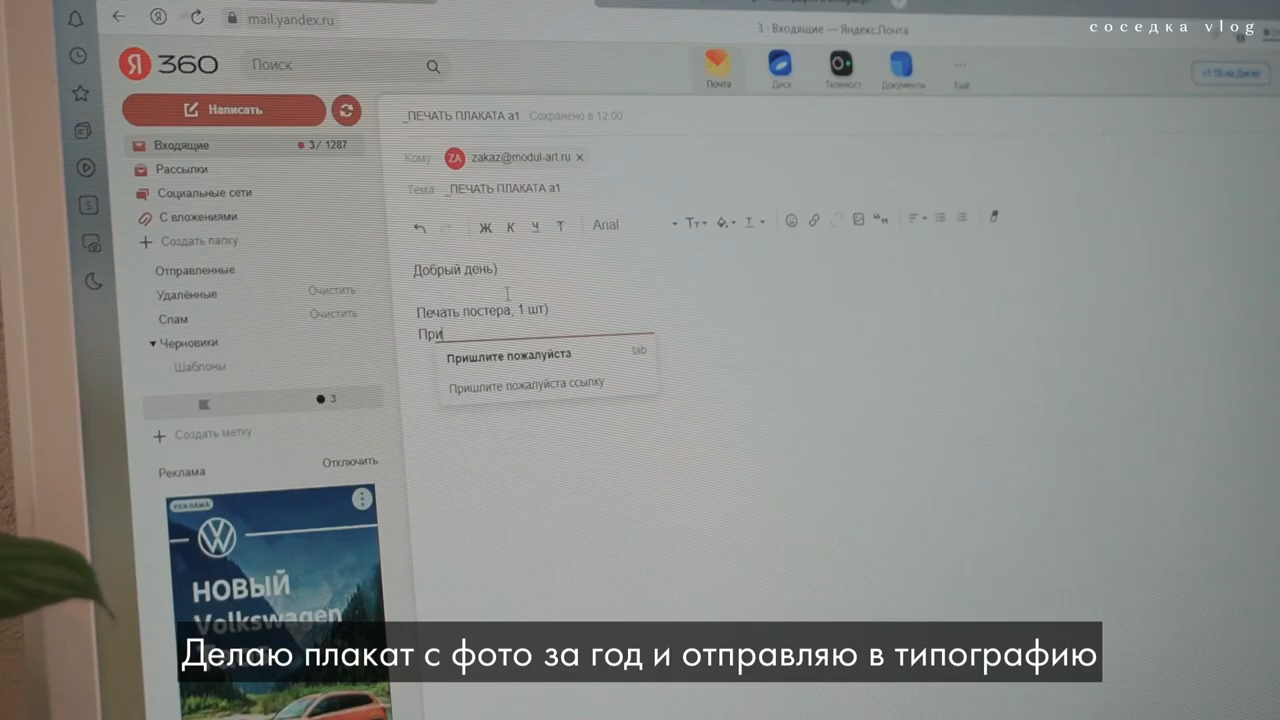 mail.yandex.ru
3 · Входящие — Яндекс.Почта
соседка vlog
Я 360
Поиск
Почта
Диск
Телемост
Документы
Ещё
Написать
_ПЕЧАТЬ ПЛАКАТА а1 Сохранено в 12:00
Входящие 3 / 1287
Кому ZA zakaz@modul-art.ru ×
Рассылки
Тема _ПЕЧАТЬ ПЛАКАТА а1
Социальные сети
С вложениями
Ж К Ч Т Arial
Создать папку
Добрый день)
Отправленные
Удалённые Очистить
Печать постера, 1 шт)
Спам Очистить
При
Черновики
Пришлите пожалуйста tab
Шаблоны
Пришлите пожалуйста ссылку
3
Создать метку
Реклама Отключить
РЕКЛАМА
НОВЫЙ
Volkswagen
Делаю плакат с фото за год и отправляю в типографию